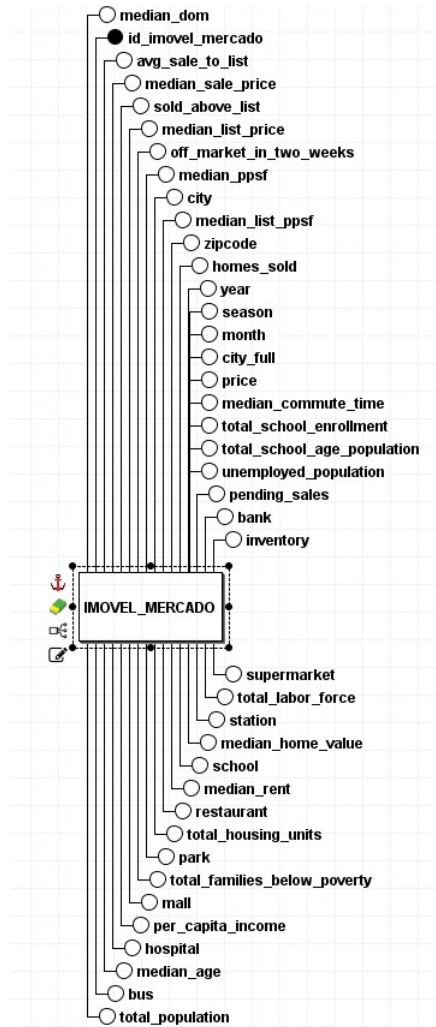 median_dom
id_imovel_mercado
avg_sale_to_list
median_sale_price
sold_above_list
median_list_price
off_market_in_two_weeks
median_ppsf
city
median_list_ppsf
zipcode
homes_sold
year
season
month
city_full
price
median_commute_time
total_school_enrollment
total_school_age_population
unemployed_population
pending_sales
bank
inventory
IMOVEL_MERCADO
supermarket
total_labor_force
station
median_home_value
school
median_rent
restaurant
total_housing_units
park
total_families_below_poverty
mall
per_capita_income
hospital
median_age
bus
total_population